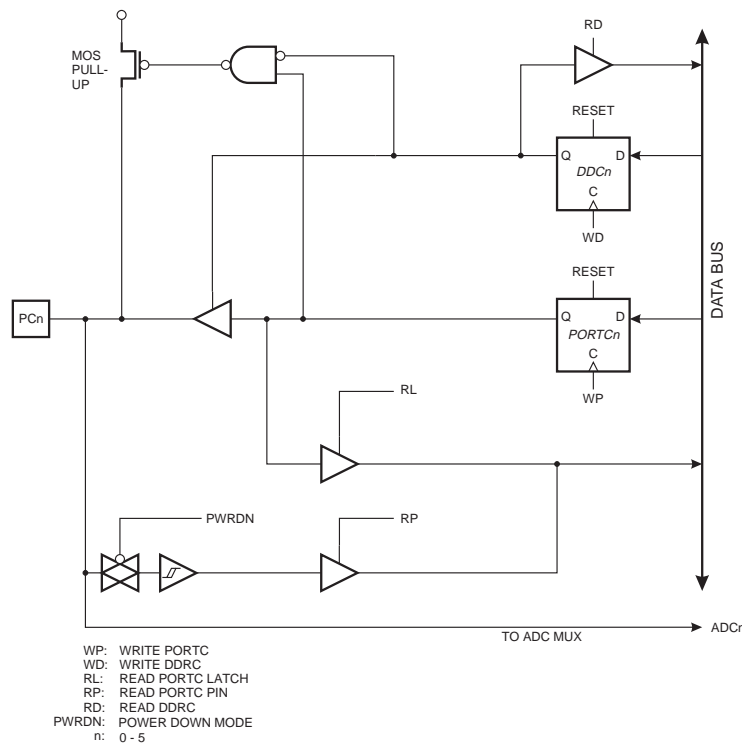 RD
MOS
PULL-
UP
RESET
Q D
DDCn
C
WD
DATA BUS
RESET
PCn
Q D
PORTCn
C
WP
RL
PWRDN
RP
TO ADC MUX
ADCn
WP: WRITE PORTC
WD: WRITE DDRC
RL: READ PORTC LATCH
RP: READ PORTC PIN
RD: READ DDRC
PWRDN: POWER DOWN MODE
n: 0 - 5